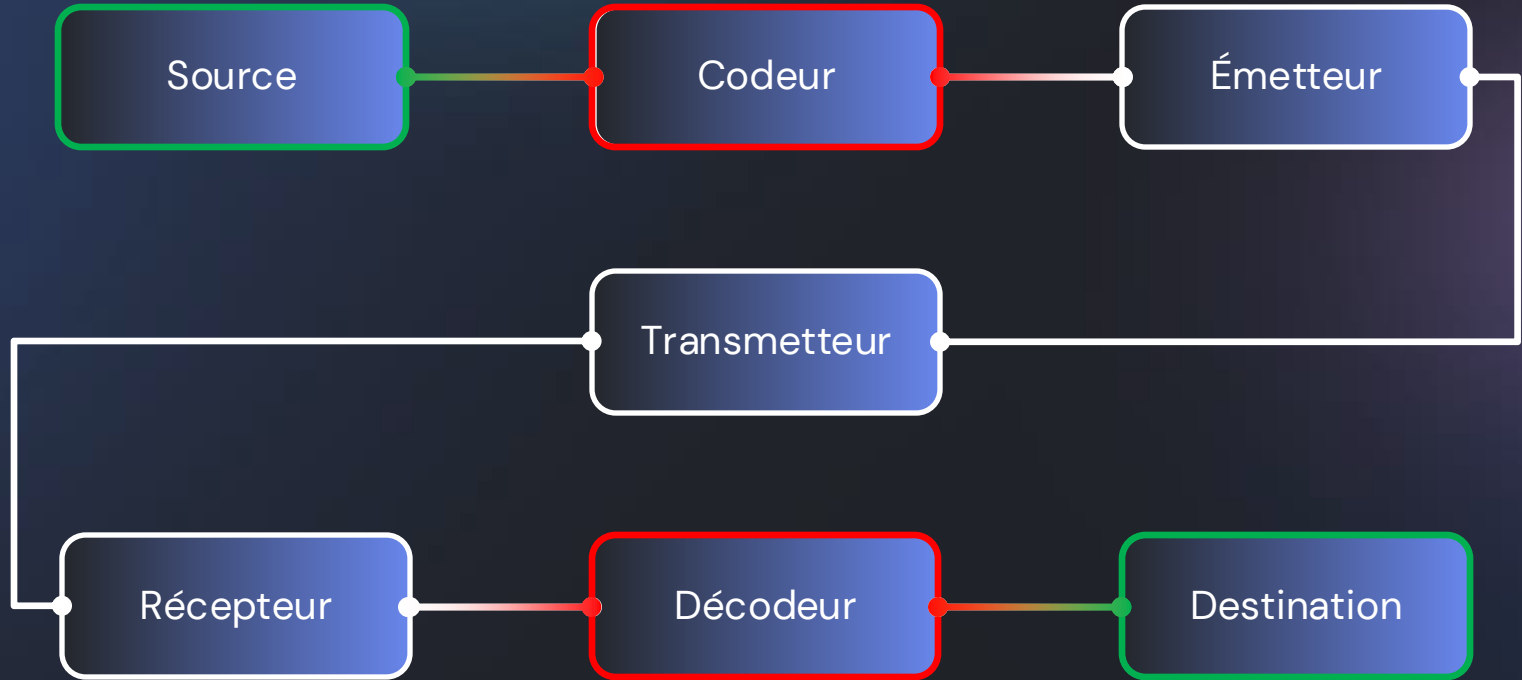 Source
Codeur
Émetteur
Transmetteur
Récepteur
Décodeur
Destination